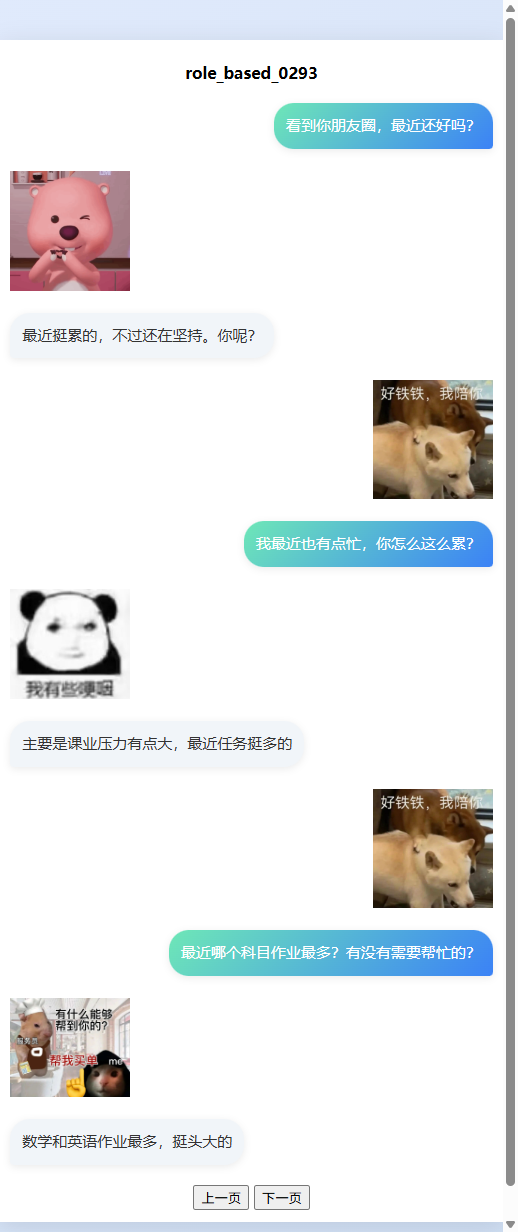 role_based_0293
看到你朋友圈，最近还好吗？
LOVE
最近挺累的，不过还在坚持。你呢？
好铁铁，我陪你
我最近也有点忙，你怎么这么累？
我有些哽咽
主要是课业压力有点大，最近任务挺多的
好铁铁，我陪你
最近哪个科目作业最多？有没有需要帮忙的？
有什么能够
帮到你的?
服务员
帮我买单
me
数学和英语作业最多，挺头大的
上一页
下一页